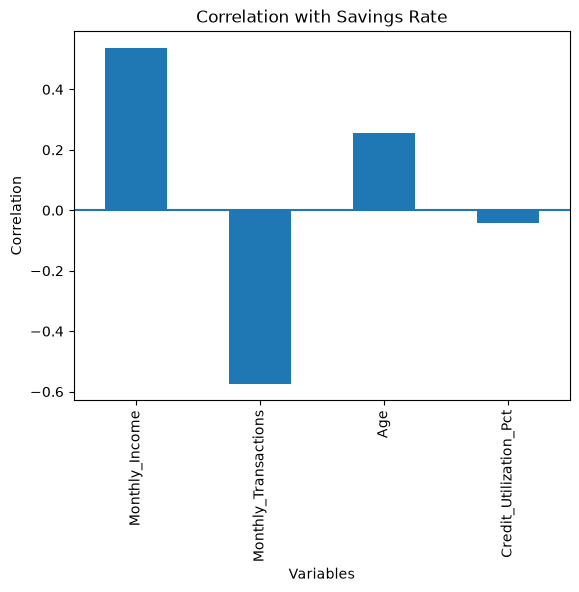 Correlation with Savings Rate
Correlation
0.4
0.2
0.0
−0.2
−0.4
−0.6
Monthly_Income
Monthly_Transactions
Age
Credit_Utilization_Pct
Variables